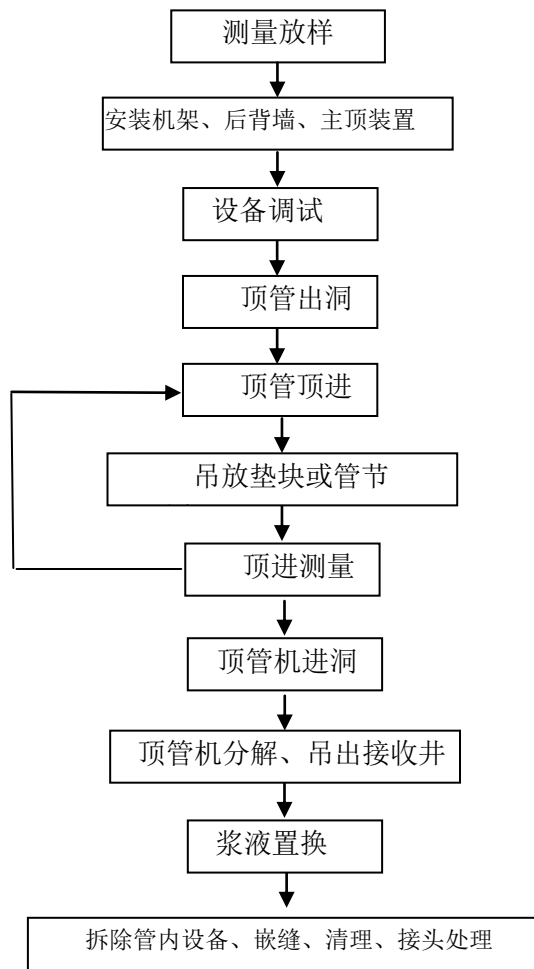 测量放样
安装机架、后背墙、主顶装置
设备调试
顶管出洞
顶管顶进
吊放垫块或管节
顶进测量
顶管机进洞
顶管机分解、吊出接收井
浆液置换
拆除管内设备、嵌缝、清理、接头处理